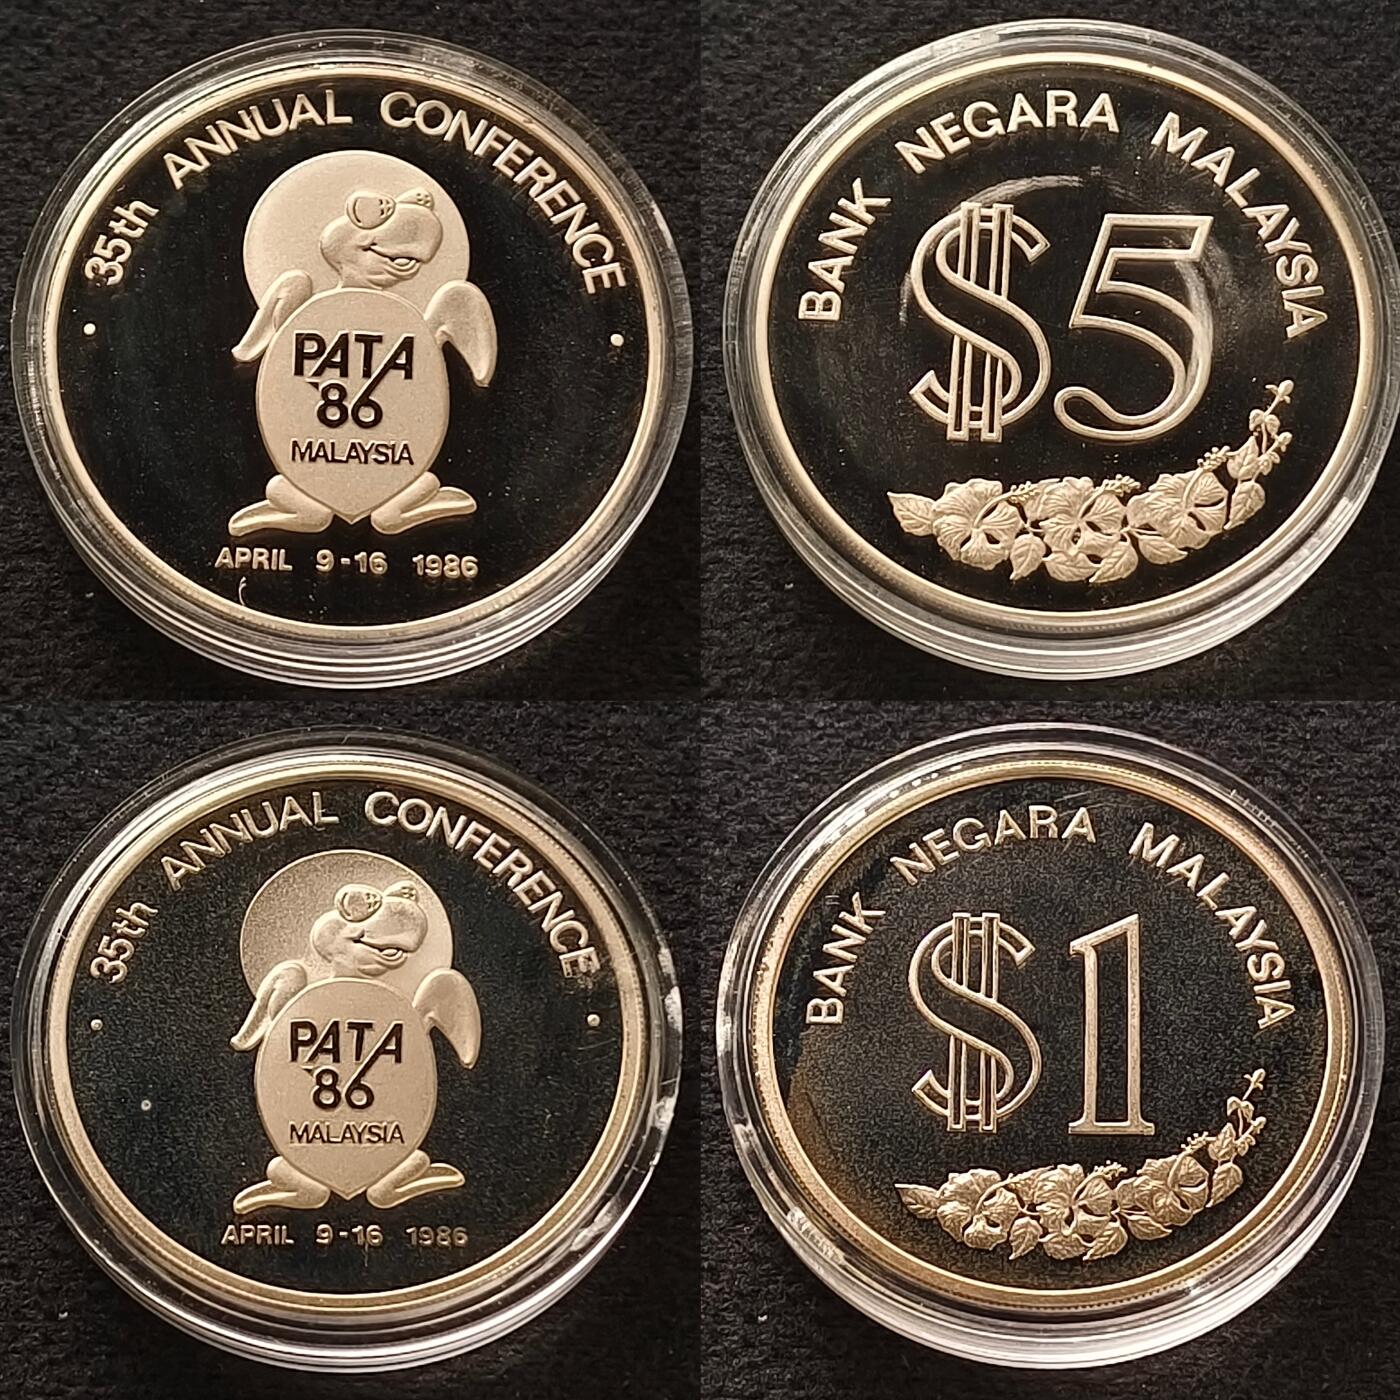 35th ANNUAL CONFERENCE
PATA
'86
MALAYSIA
APRIL 9-16 1986
BANK NEGARA MALAYSIA
$5
35th ANNUAL CONFERENCE
PATA
'86
MALAYSIA
APRIL 9-16 1986
BANK NEGARA MALAYSIA
$1